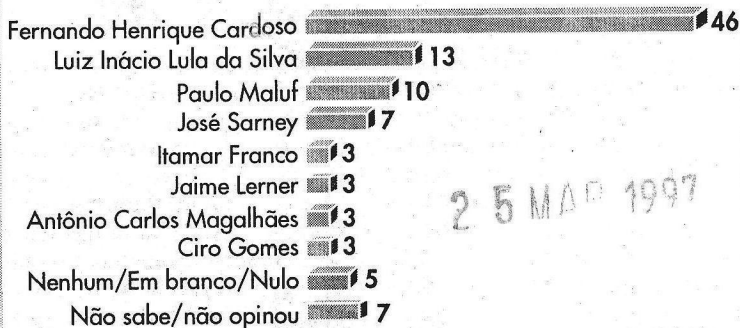 Fernando Henrique Cardoso 46
Luiz Inácio Lula da Silva 13
Paulo Maluf 10
José Sarney 7
Itamar Franco 3
Jaime Lerner 3
Antônio Carlos Magalhães 3
Ciro Gomes 3
Nenhum/Em branco/Nulo 5
Não sabe/não opinou 7
25 MAR 1997